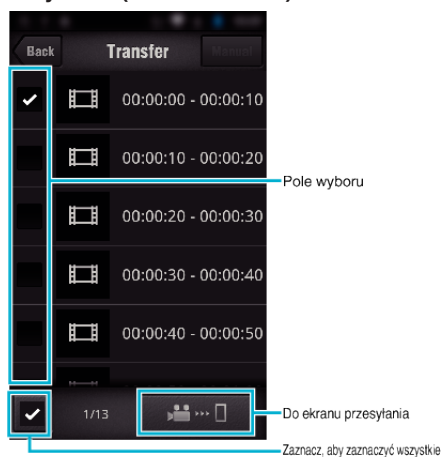 Back Transfer Manual
00:00:00 - 00:00:10
00:00:10 - 00:00:20
Pole wyboru
00:00:20 - 00:00:30
00:00:30 - 00:00:40
00:00:40 - 00:00:50
1/13
Do ekranu przesyłania
Zaznacz, aby zaznaczyć wszystkie